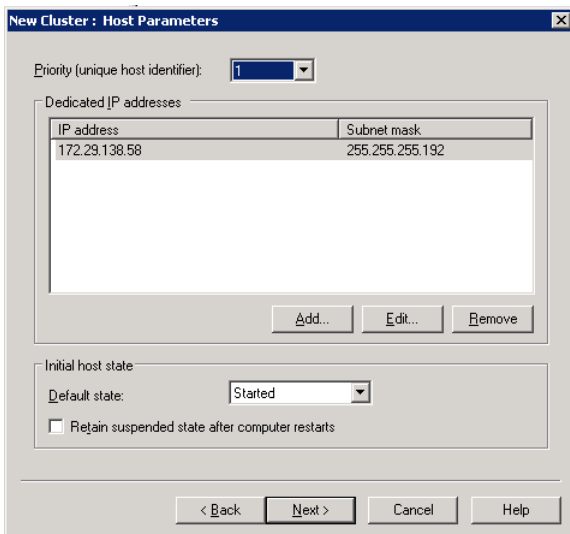 New Cluster : Host Parameters
Priority (unique host identifier): 1
Dedicated IP addresses
IP address Subnet mask
172.29.138.58 255.255.255.192
Add... Edit... Remove
Initial host state
Default state: Started
Retain suspended state after computer restarts
< Back Next > Cancel Help